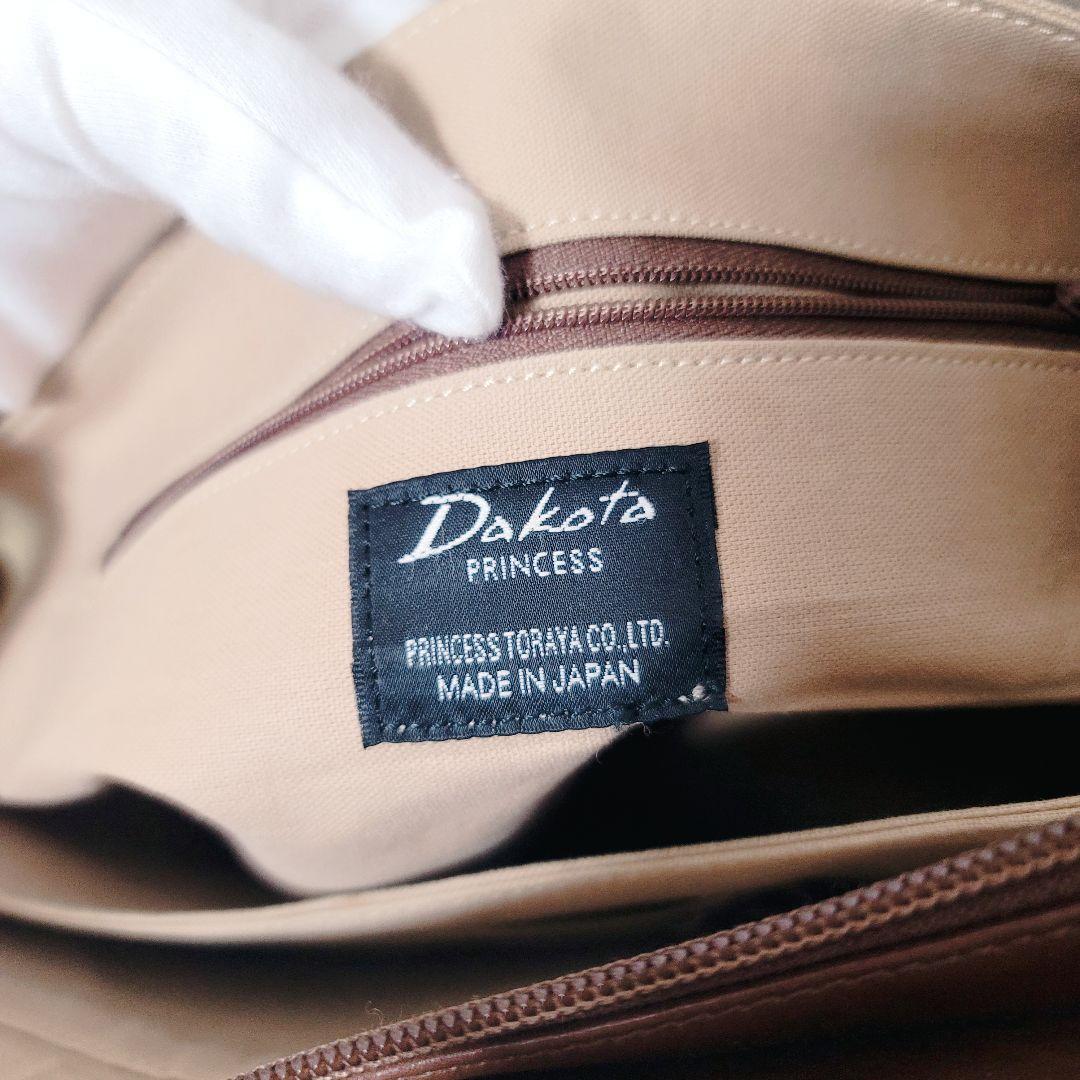 Dakota
PRINCESS
PRINCESS TORAYA CO.,LTD.
MADE IN JAPAN